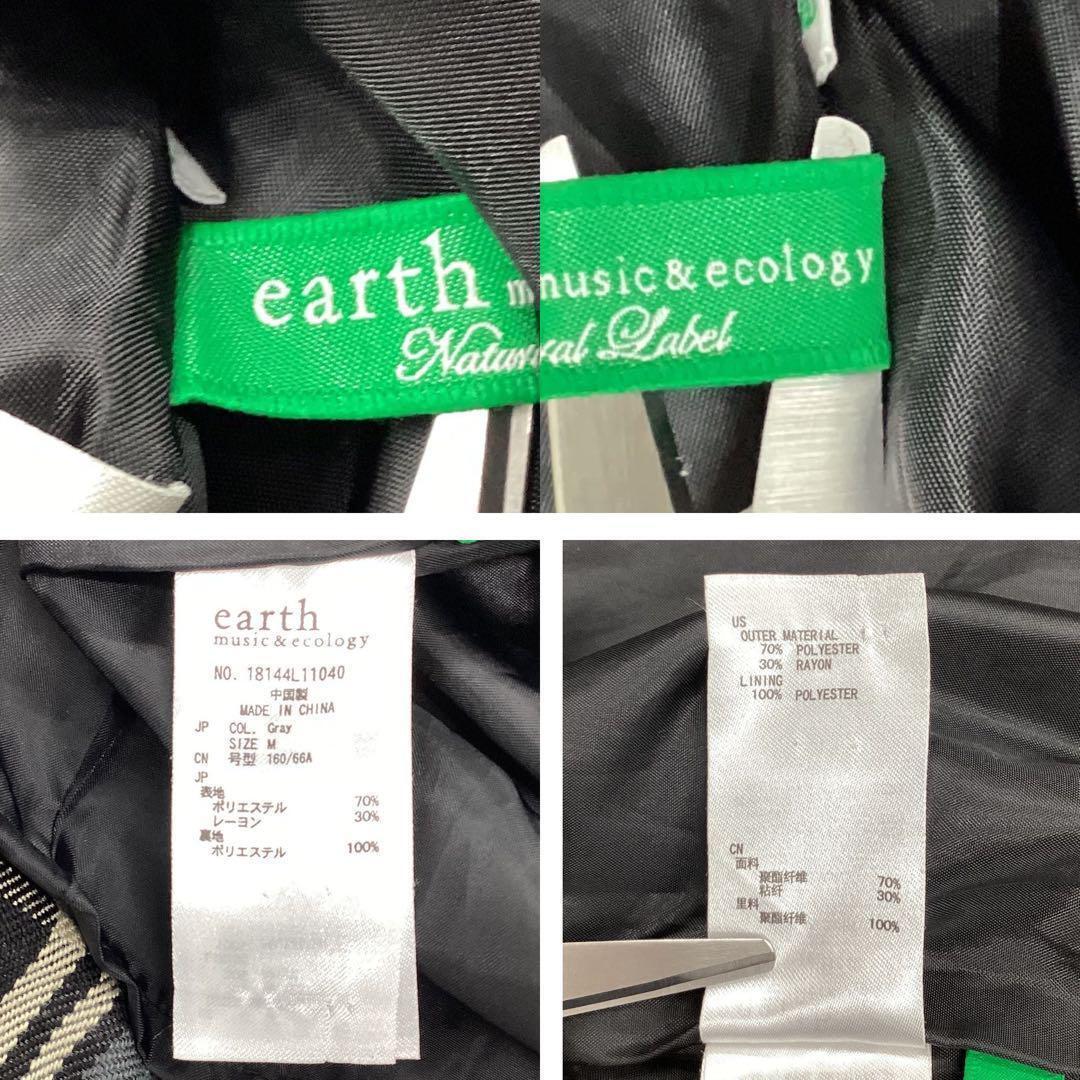 earth music & ecology
Natural Label
earth
music & ecology
NO. 18144L11040
中国製
MADE IN CHINA
JP COL. Gray
SIZE M
CN 号型 160/66A
JP
表地
ポリエステル 70%
レーヨン 30%
裏地
ポリエステル 100%
US
OUTER MATERIAL
70% POLYESTER
30% RAYON
LINING
100% POLYESTER
CN
面料
聚酯纤维 70%
粘纤 30%
里料
聚酯纤维 100%